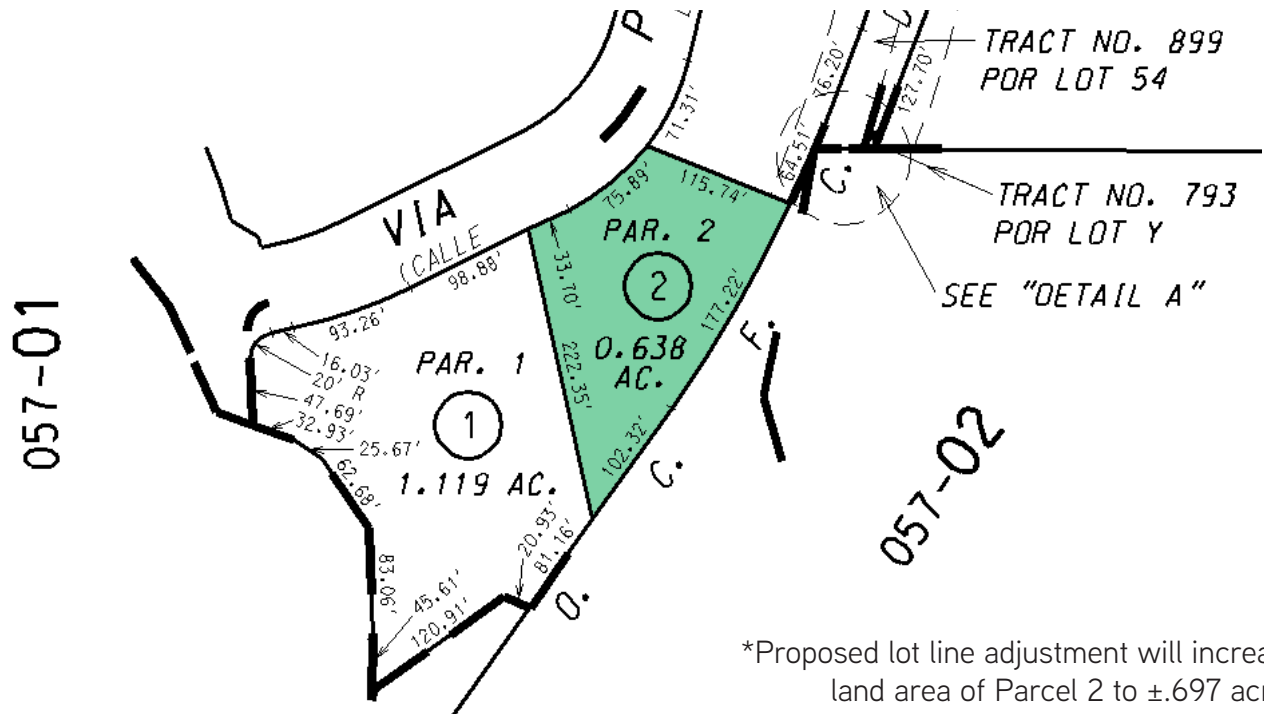 TRACT NO. 899
POR LOT 54
76.20'
127.70'
71.31'
64.51'
C.
TRACT NO. 793
POR LOT Y
SEE "DETAIL A"
VIA
P
(CALLE
75.89'
115.74'
PAR. 2
2
0.638
AC.
33.70'
222.35'
177.22'
102.32'
98.88'
93.26'
16.03'
20' R
47.69'
32.93'
25.67'
62.68'
PAR. 1
1
1.119 AC.
83.06'
45.61'
120.91'
20.93'
81.16'
O.
C.
F.
057-01
057-02
*Proposed lot line adjustment will increa
land area of Parcel 2 to ±.697 acr